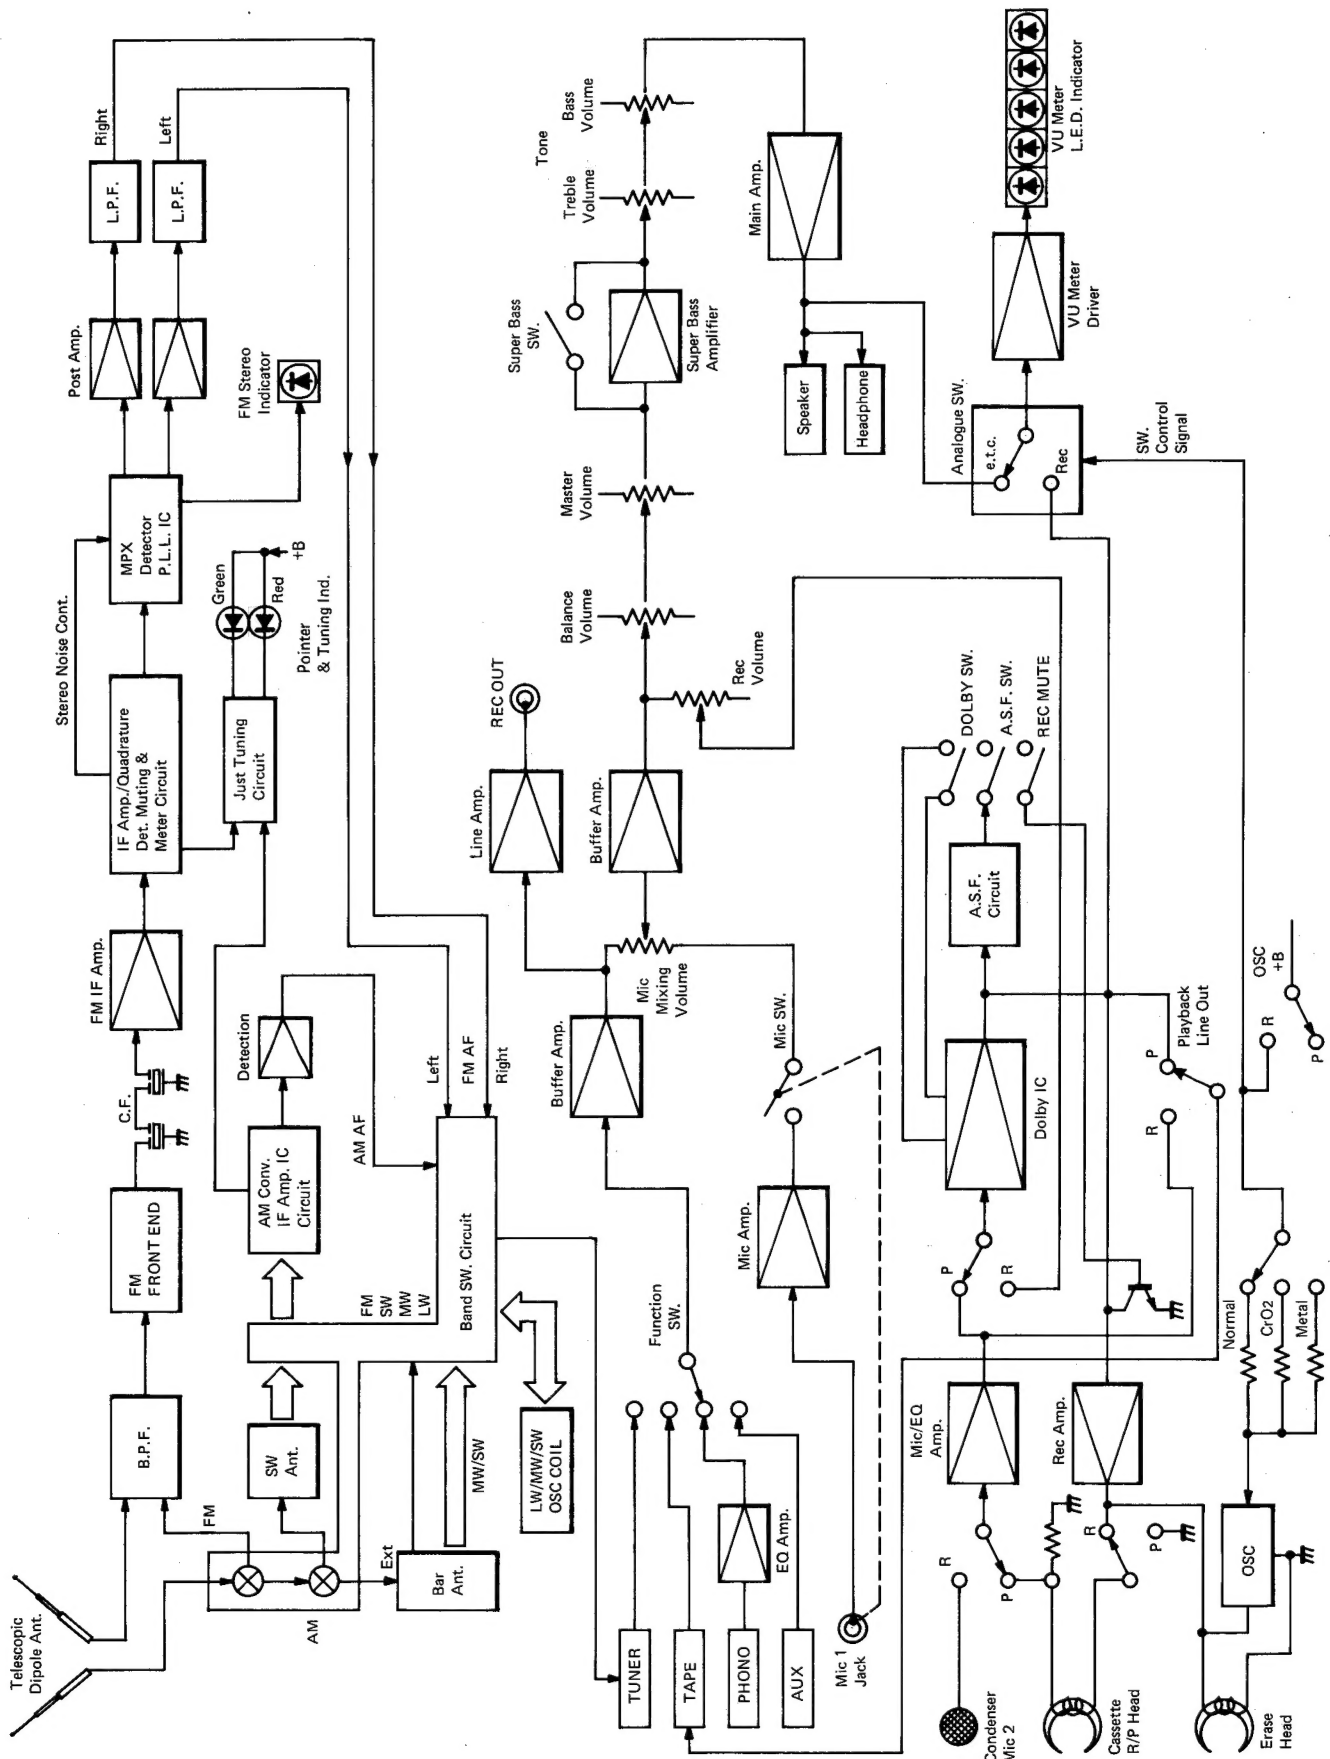 Telescopic
Dipole Ant.
B.P.F.
FM
FRONT END
C.F.
FM IF Amp.
IF Amp./Quadrature
Det. Muting &
Meter Circuit
Stereo Noise Cont.
MPX
Detector
P.L.L. IC
Post Amp.
L.P.F.
L.P.F.
Right
Left
FM Stereo
Indicator
Green
Red
+B
Pointer
& Tuning Ind.
Just Tuning
Circuit
FM
AM
SW
Ant.
Ext
Bar
Ant.
MW/SW
AM Conv.
IF Amp. IC
Circuit
Detection
AM AF
Left
FM AF
Right
FM
SW
MW
LW
Band SW. Circuit
LW/MW/SW
OSC COIL
TUNER
TAPE
PHONO
AUX
EQ Amp.
Function
SW.
Buffer Amp.
Line Amp.
REC OUT
Mic
Mixing
Volume
Buffer Amp.
Balance
Volume
Master
Volume
Super Bass
SW.
Super Bass
Amplifier
Treble
Volume
Tone
Bass
Volume
Main Amp.
Speaker
Headphone
Rec
Volume
Mic 1
Jack
Mic Amp.
Mic SW.
Analogue SW.
e.t.c.
Rec
SW.
Control
Signal
VU Meter
Driver
VU Meter
L.E.D. Indicator
DOLBY SW.
A.S.F. SW.
REC MUTE
A.S.F.
Circuit
Dolby IC
P
R
Mic/EQ
Amp.
R
P
Condenser
Mic 2
Cassette
R/P Head
R
P
Rec Amp.
P
R
Playback
Line Out
Erase
Head
OSC
Normal
CrO2
Metal
R
P
OSC
+B